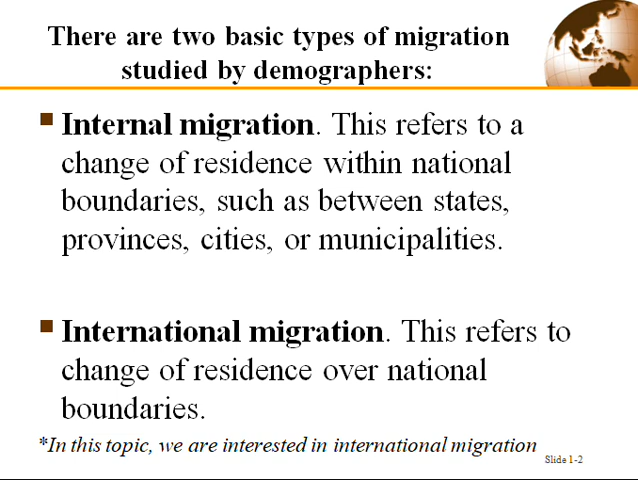 There are two basic types of migration
studied by demographers:
Internal migration. This refers to a
change of residence within national
boundaries, such as between states,
provinces, cities, or municipalities.
International migration. This refers to
change of residence over national
boundaries.
*In this topic, we are interested in international migration
Slide 1-2